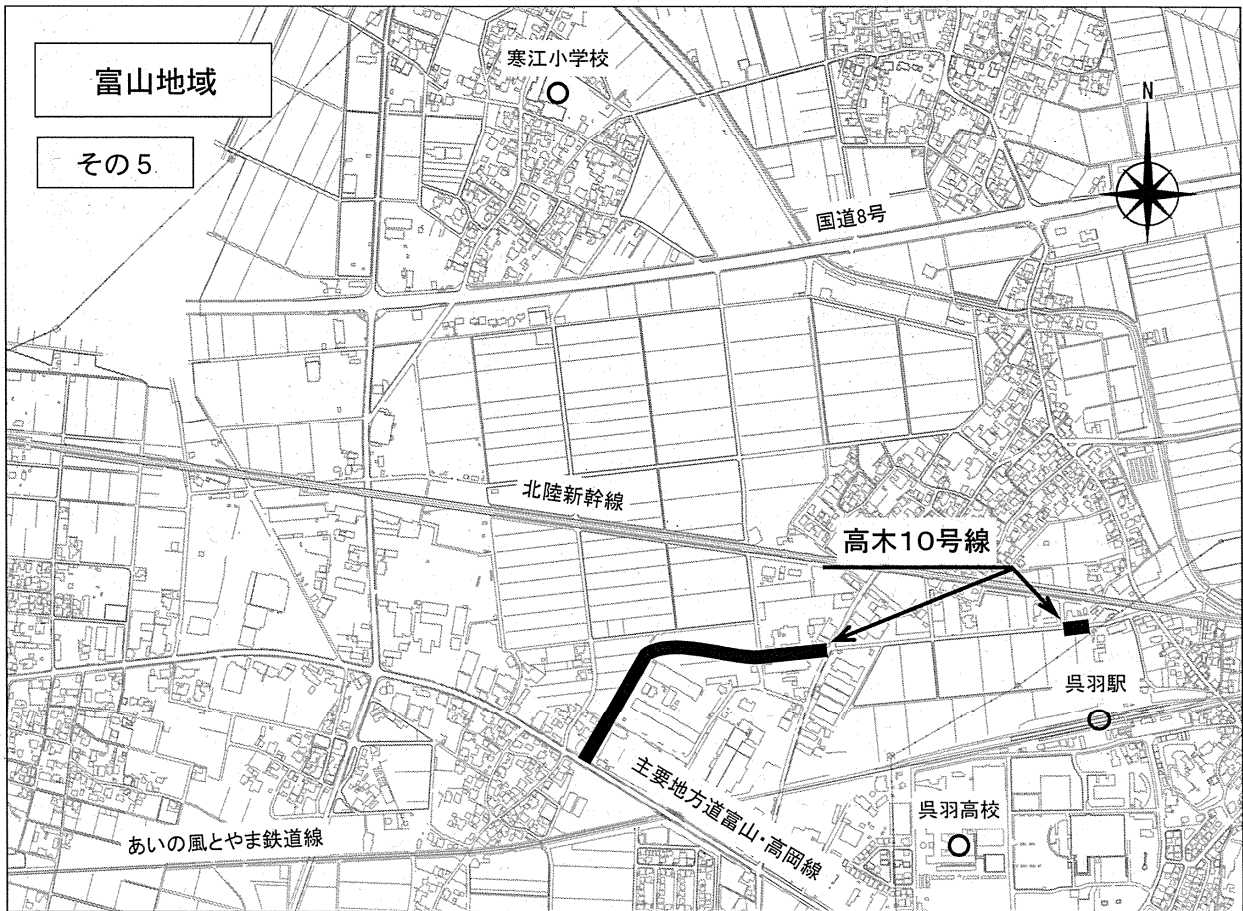 富山地域
その5
寒江小学校
N
国道8号
北陸新幹線
高木10号線
呉羽駅
主要地方道富山・高岡線
呉羽高校
あいの風とやま鉄道線